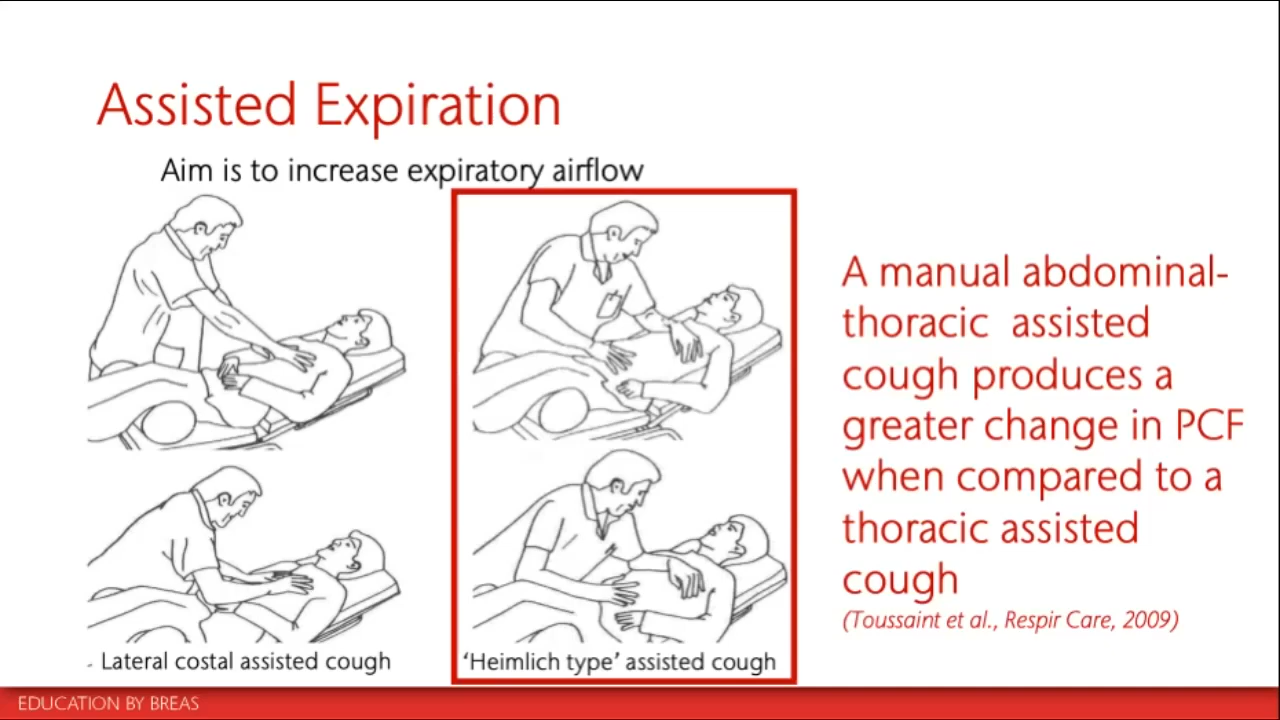 Assisted Expiration
Aim is to increase expiratory airflow
A manual abdominal-
thoracic assisted
cough produces a
greater change in PCF
when compared to a
thoracic assisted
cough
(Toussaint et al., Respir Care, 2009)
Lateral costal assisted cough
‘Heimlich type’ assisted cough
EDUCATION BY BREAS